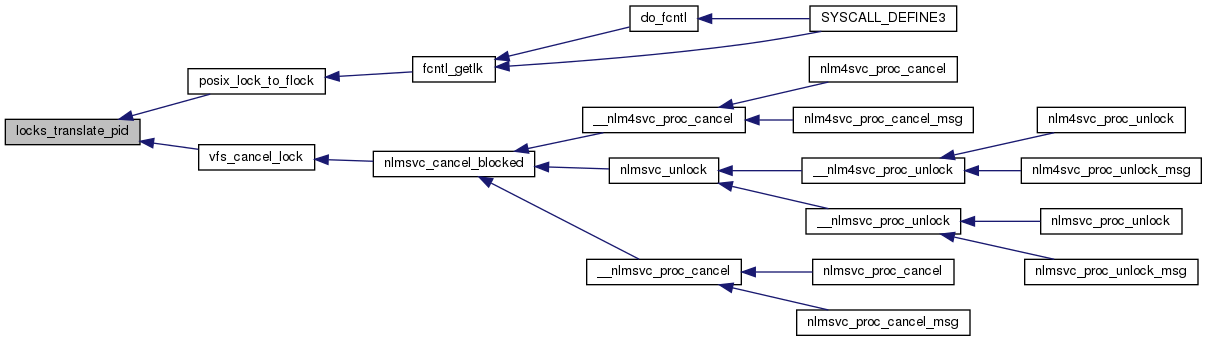 do_fcntl
SYSCALL_DEFINE3
fcntl_getlk
posix_lock_to_flock
nlm4svc_proc_cancel
__nlm4svc_proc_cancel
nlm4svc_proc_cancel_msg
nlm4svc_proc_unlock
locks_translate_pid
vfs_cancel_lock
nlmsvc_cancel_blocked
nlmsvc_unlock
__nlm4svc_proc_unlock
nlm4svc_proc_unlock_msg
__nlmsvc_proc_unlock
nlmsvc_proc_unlock
nlmsvc_proc_unlock_msg
__nlmsvc_proc_cancel
nlmsvc_proc_cancel
nlmsvc_proc_cancel_msg